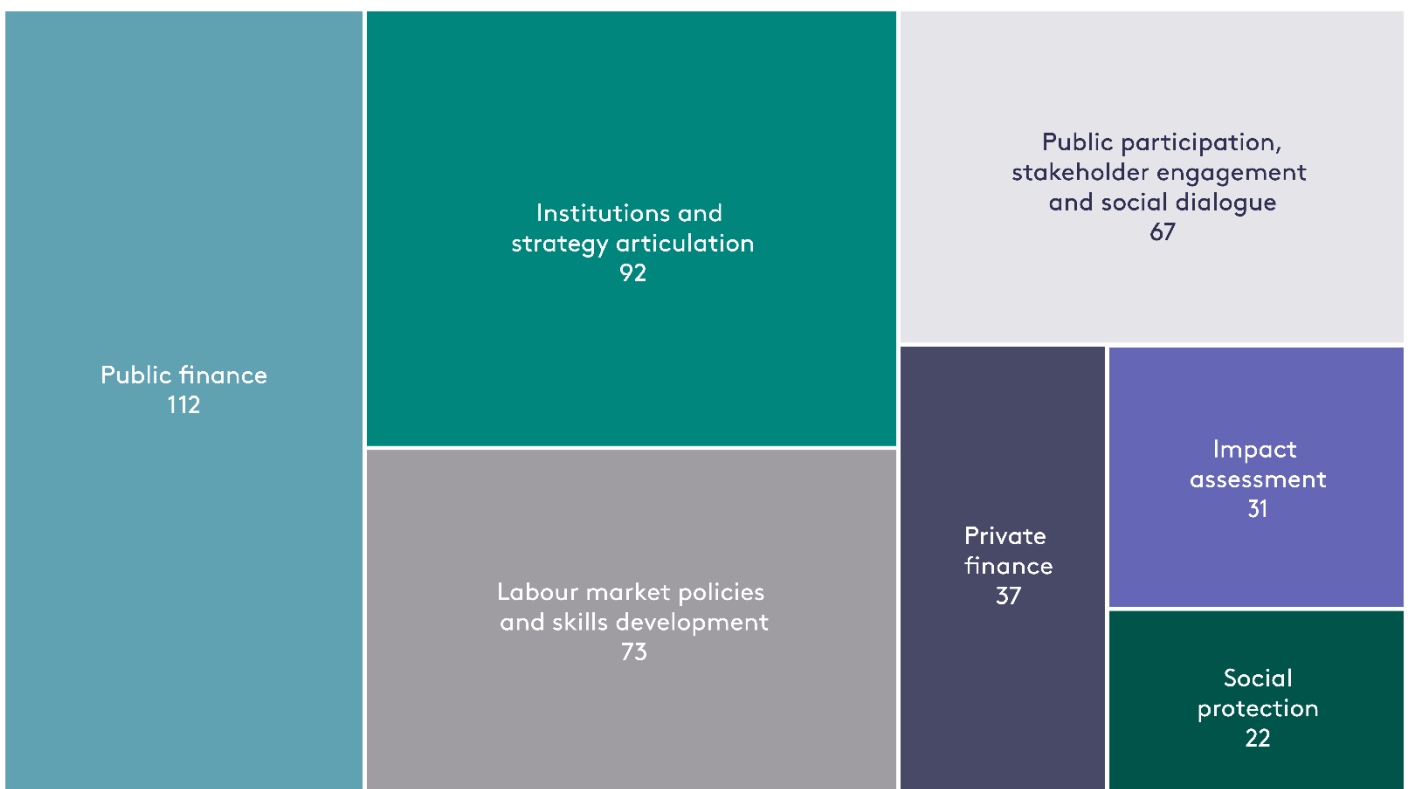 Public finance
112
Institutions and
strategy articulation
92
Labour market policies
and skills development
73
Public participation,
stakeholder engagement
and social dialogue
67
Private
finance
37
Impact
assessment
31
Social
protection
22